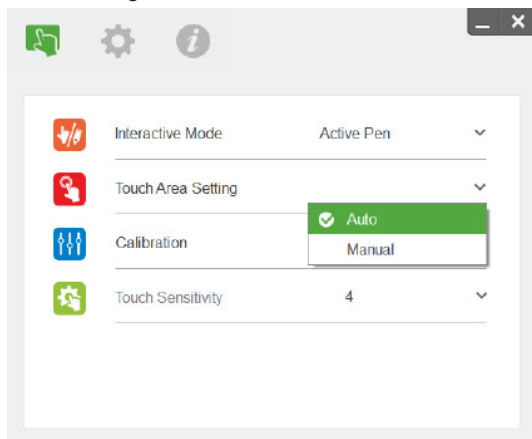 Interactive Mode Active Pen
Touch Area Setting
Auto
Calibration
Manual
Touch Sensitivity 4